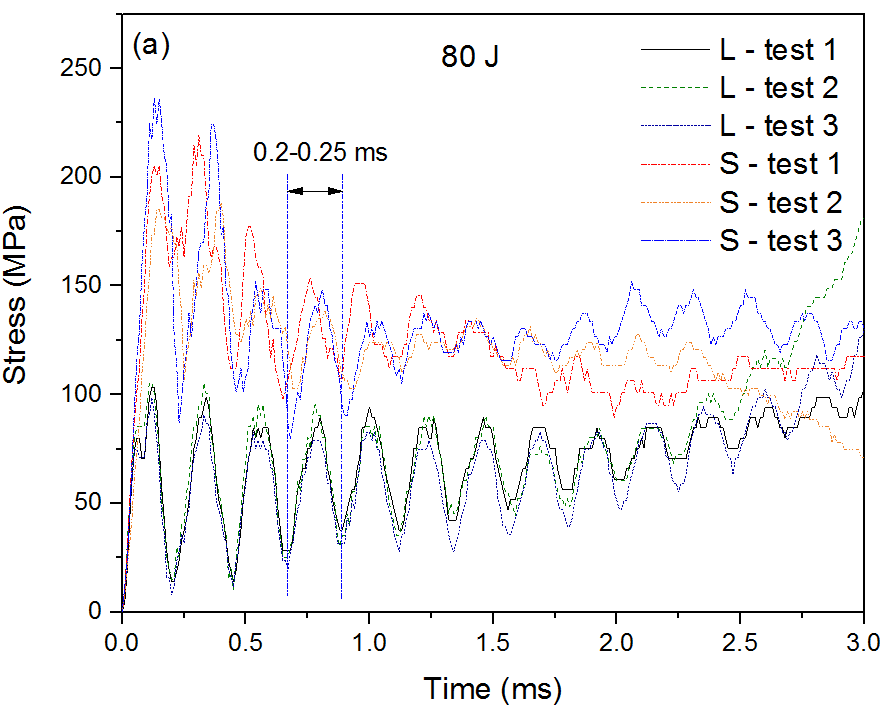 (a)
80 J
L - test 1
L - test 2
L - test 3
S - test 1
S - test 2
S - test 3
0.2-0.25 ms
Stress (MPa)
250
200
150
100
50
0
0.0 0.5 1.0 1.5 2.0 2.5 3.0
Time (ms)